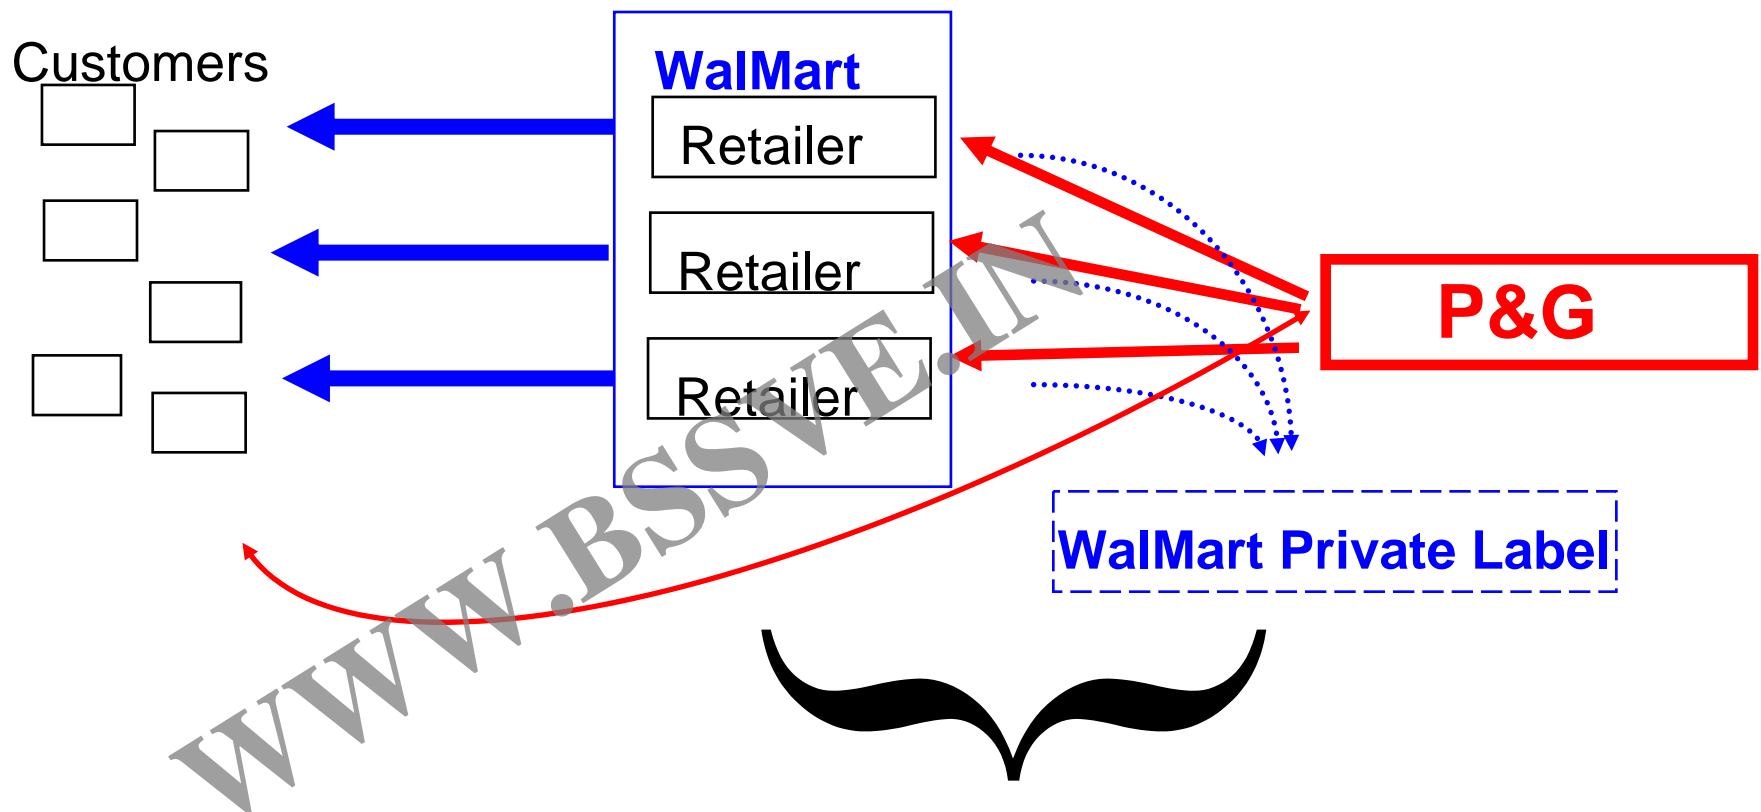 Customers
WalMart
Retailer
Retailer
Retailer
P&G
WalMart Private Label
WWW.BSSVE.IN